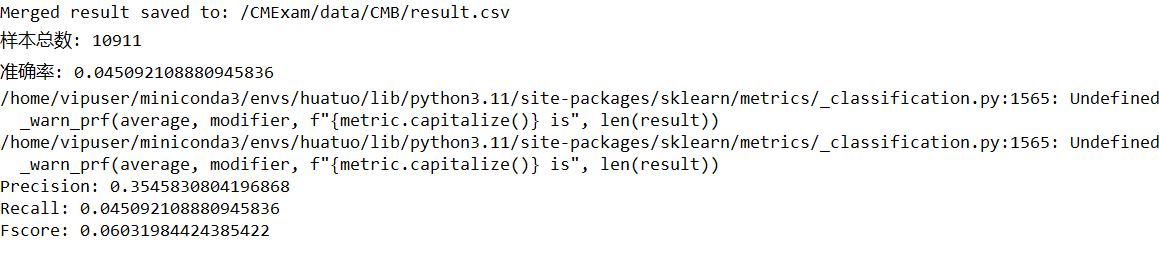 Merged result saved to: /CMExam/data/CMB/result.csv
样本总数: 10911
准确率: 0.045092108880945836
/home/vipuser/miniconda3/envs/huatuo/lib/python3.11/site-packages/sklearn/metrics/_classification.py:1565: Undefined
_warn_prf(average, modifier, f"{metric.capitalize()} is", len(result))
/home/vipuser/miniconda3/envs/huatuo/lib/python3.11/site-packages/sklearn/metrics/_classification.py:1565: Undefined
_warn_prf(average, modifier, f"{metric.capitalize()} is", len(result))
Precision: 0.3545830804196868
Recall: 0.045092108880945836
Fscore: 0.06031984424385422